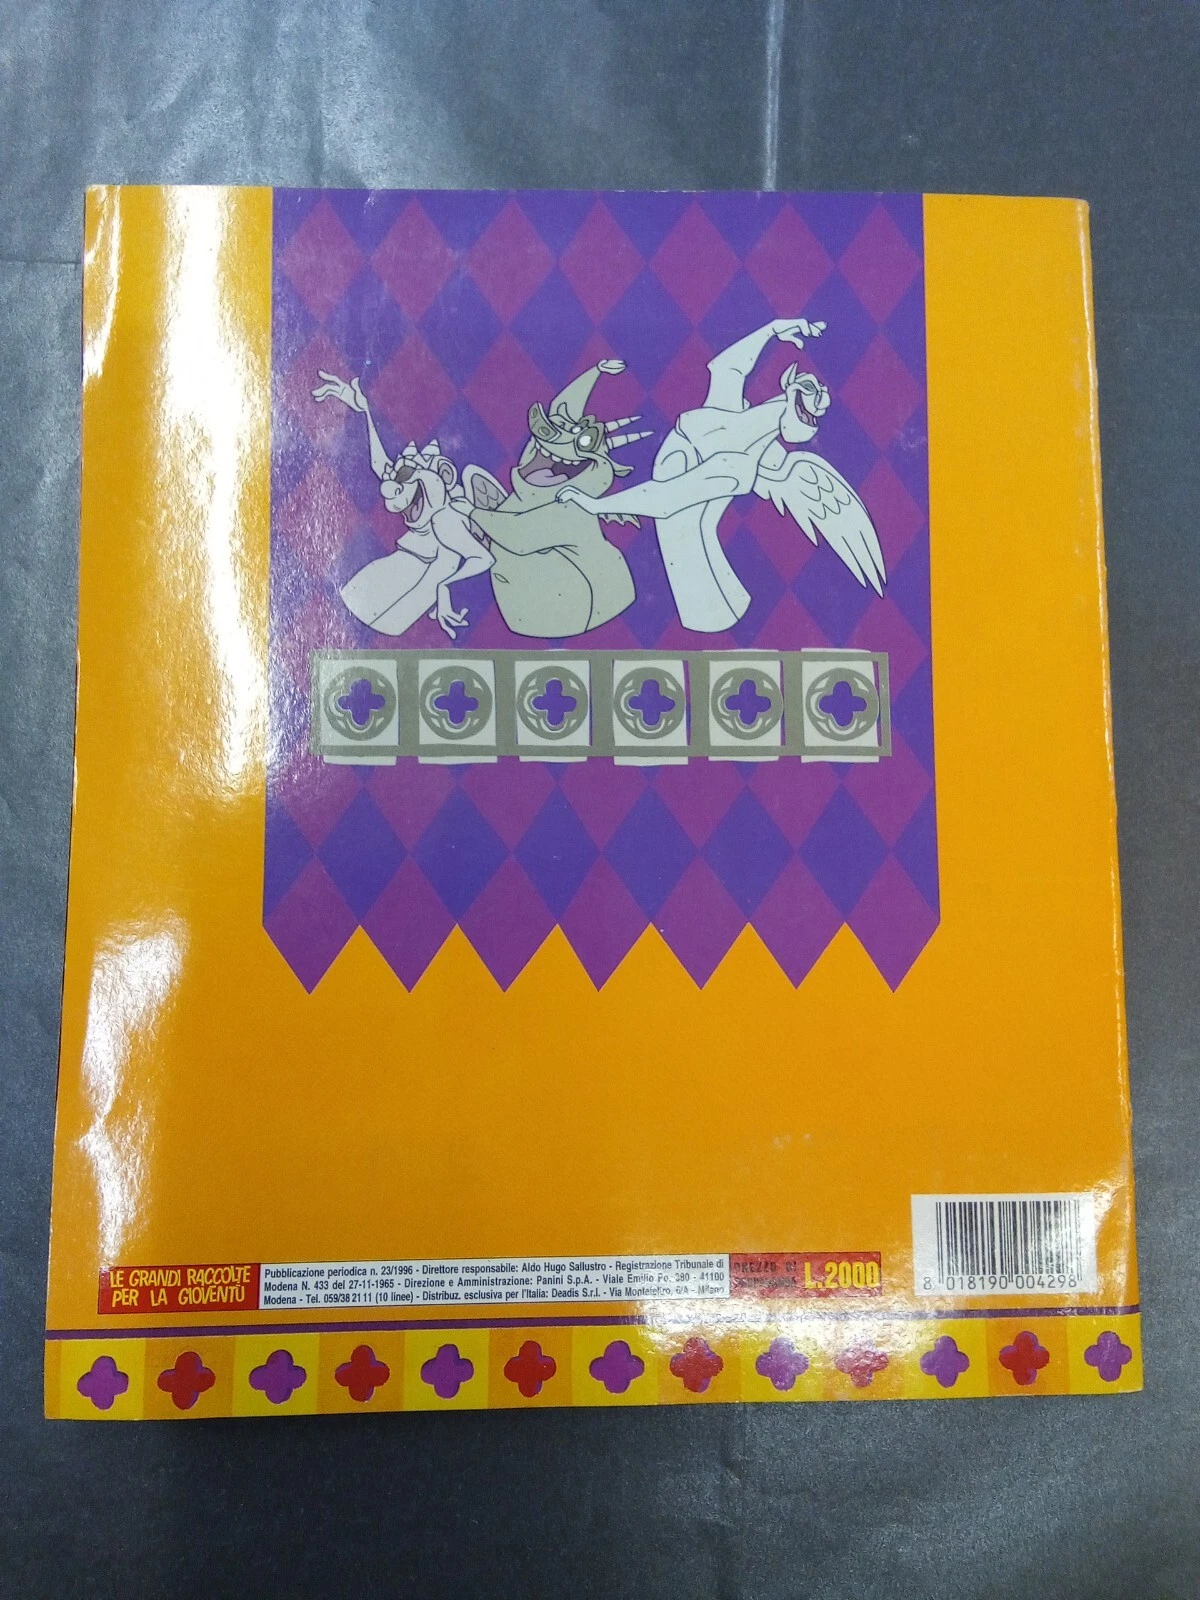 LE GRANDI RACCOLTE
PER LA GIOVENTÙ
Pubblicazione periodica n. 23/1996 - Direttore responsabile: Aldo Hugo Sallustro - Registrazione Tribunale di
Modena N. 433 del 27-11-1965 - Direzione e Amministrazione: Panini S.p.A. - Viale Emilio Po, 380 - 41100
Modena - Tel. 059/38 21 11 (10 linee) - Distribuz. esclusiva per l'Italia: Deadis S.r.l. - Via Montefeltro, 6/A - Milano
PREZZO DI
L.2000
8 018190 004298